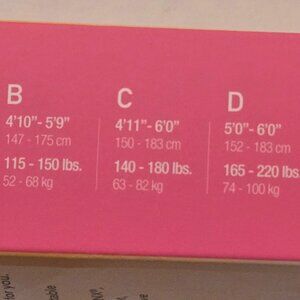 B
4'10"- 5'9"
147 - 175 cm
115 - 150 lbs.
52 - 68 kg
C
4'11"- 6'0"
150 - 183 cm
140 - 180 lbs.
63 - 82 kg
D
5'0"- 6'0"
152 - 183 cm
165 - 220 lbs
74 - 100 kg
for you.